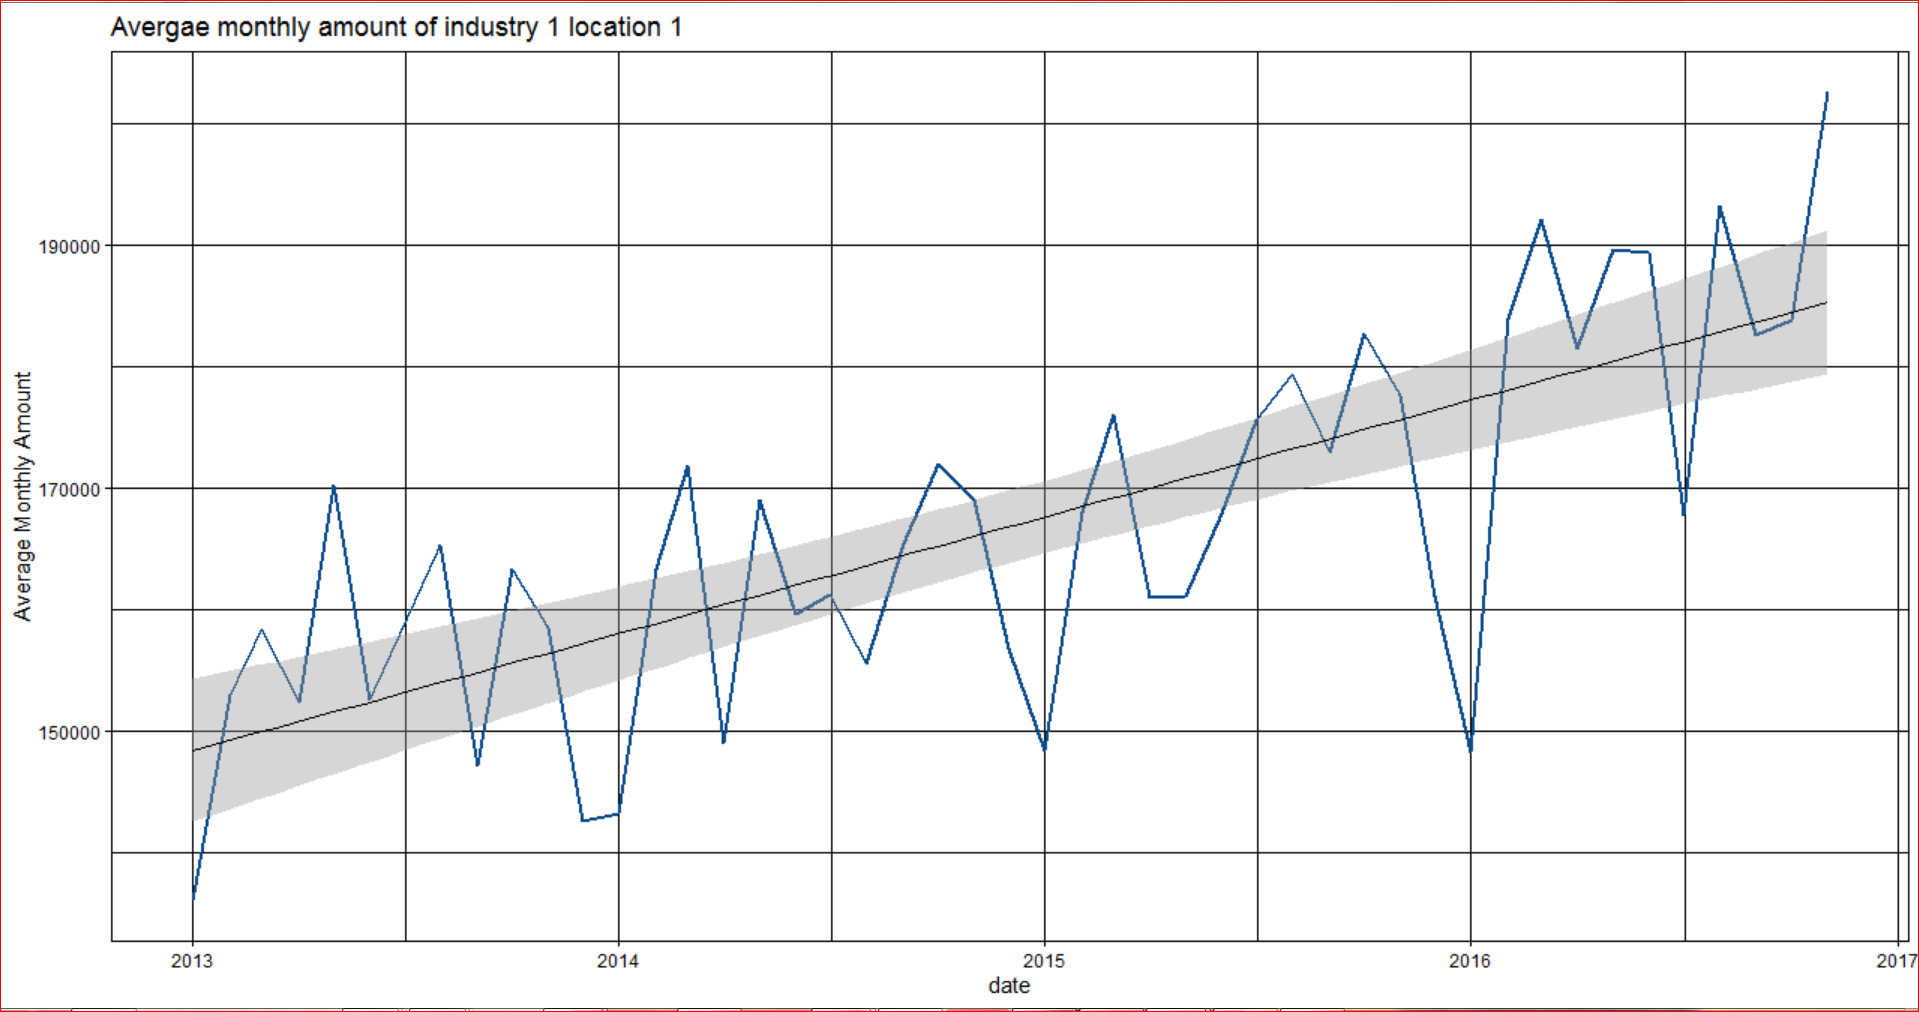 Avergae monthly amount of industry 1 location 1
190000
170000
150000
Average Monthly Amount
2013
2014
2015
2016
2017
date